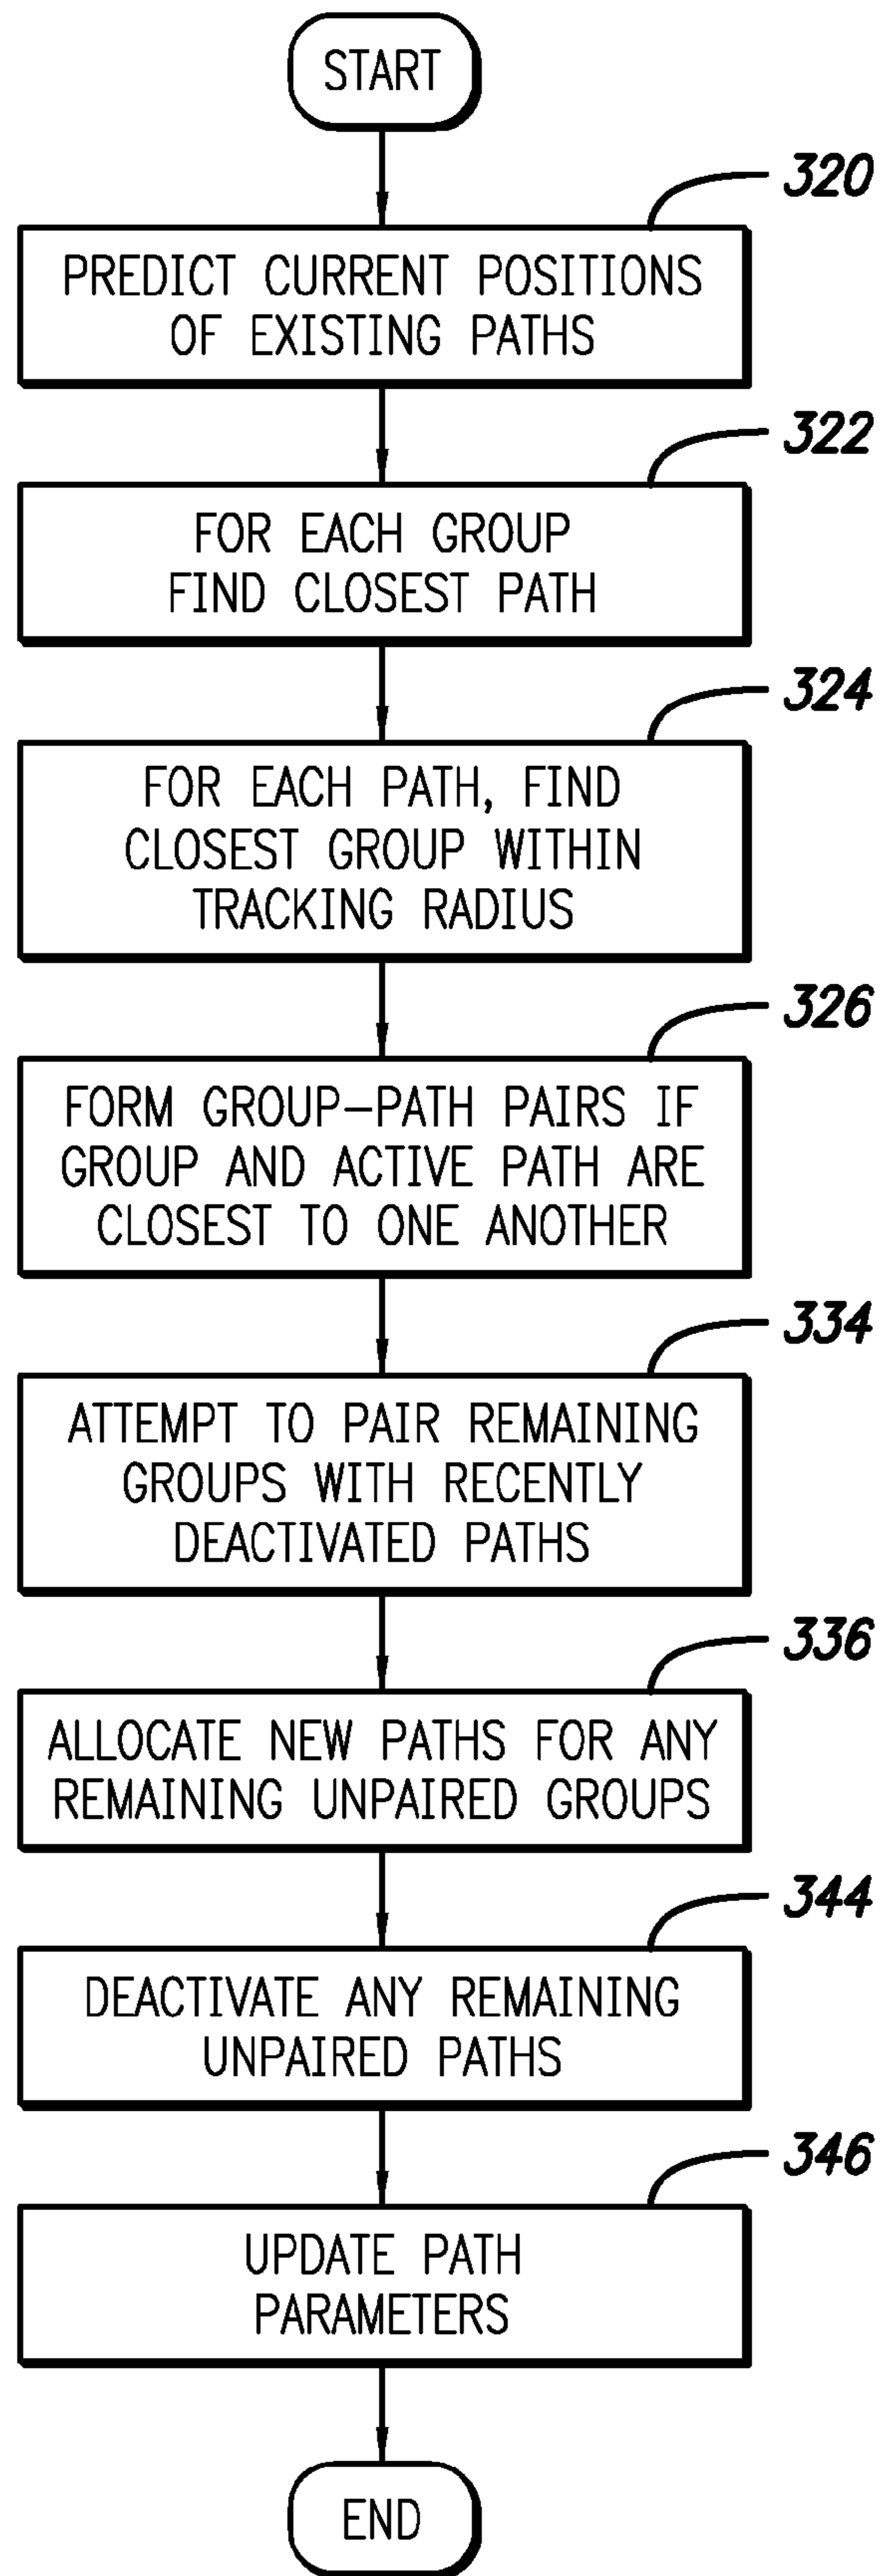 START
320
PREDICT CURRENT POSITIONS
OF EXISTING PATHS
322
FOR EACH GROUP
FIND CLOSEST PATH
324
FOR EACH PATH, FIND
CLOSEST GROUP WITHIN
TRACKING RADIUS
326
FORM GROUP-PATH PAIRS IF
GROUP AND ACTIVE PATH ARE
CLOSEST TO ONE ANOTHER
334
ATTEMPT TO PAIR REMAINING
GROUPS WITH RECENTLY
DEACTIVATED PATHS
336
ALLOCATE NEW PATHS FOR ANY
REMAINING UNPAIRED GROUPS
344
DEACTIVATE ANY REMAINING
UNPAIRED PATHS
346
UPDATE PATH
PARAMETERS
END